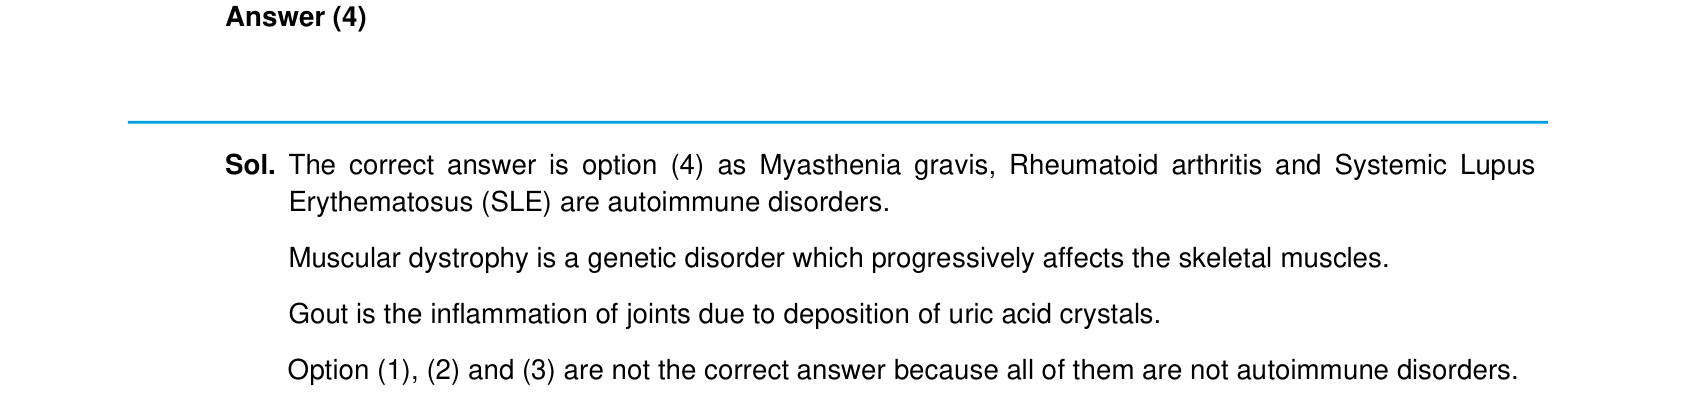 Answer (4)
Sol. The correct answer is option (4) as Myasthenia gravis, Rheumatoid arthritis and Systemic Lupus
Erythematosus (SLE) are autoimmune disorders.
Muscular dystrophy is a genetic disorder which progressively affects the skeletal muscles.
Gout is the inflammation of joints due to deposition of uric acid crystals.
Option (1), (2) and (3) are not the correct answer because all of them are not autoimmune disorders.